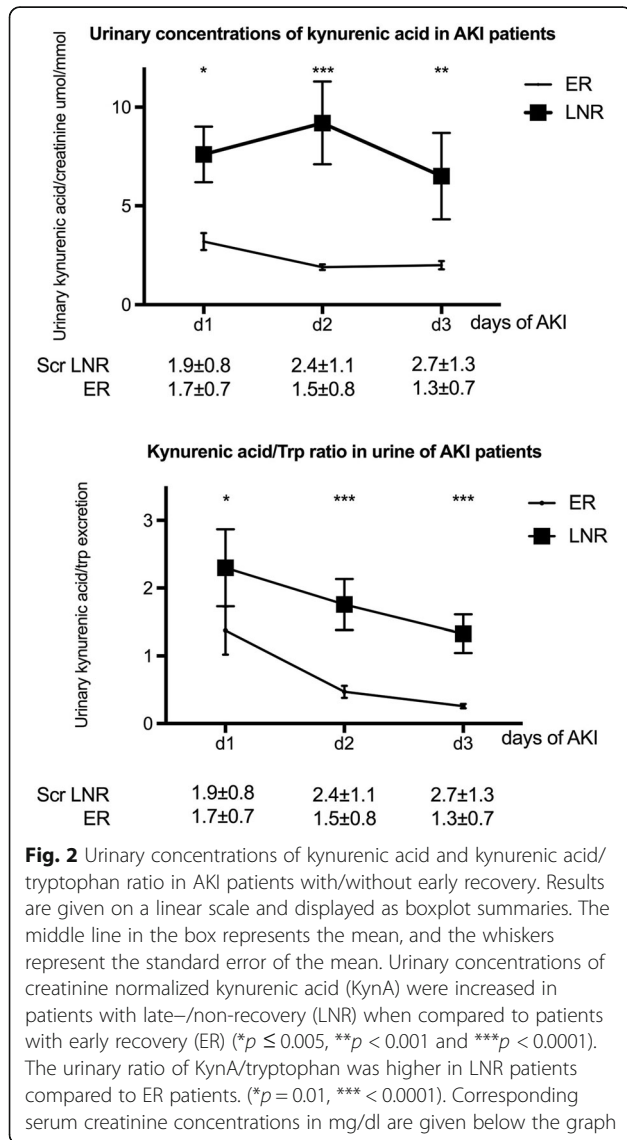 Urinary concentrations of kynurenic acid in AKI patients
Urinary kynurenic acid/creatinine umol/mmol
* *** **
ER
LNR
10
5
0
d1 d2 d3 days of AKI
Scr LNR 1.9±0.8 2.4±1.1 2.7±1.3
ER 1.7±0.7 1.5±0.8 1.3±0.7
Kynurenic acid/Trp ratio in urine of AKI patients
Urinary kynurenic acid/trp excretion
* *** ***
ER
LNR
3
2
1
0
d1 d2 d3 days of AKI
Scr LNR 1.9±0.8 2.4±1.1 2.7±1.3
ER 1.7±0.7 1.5±0.8 1.3±0.7
Fig. 2 Urinary concentrations of kynurenic acid and kynurenic acid/
tryptophan ratio in AKI patients with/without early recovery. Results
are given on a linear scale and displayed as boxplot summaries. The
middle line in the box represents the mean, and the whiskers
represent the standard error of the mean. Urinary concentrations of
creatinine normalized kynurenic acid (KynA) were increased in
patients with late–/non-recovery (LNR) when compared to patients
with early recovery (ER) (*p ≤ 0.005, **p < 0.001 and ***p < 0.0001).
The urinary ratio of KynA/tryptophan was higher in LNR patients
compared to ER patients. (*p = 0.01, *** < 0.0001). Corresponding
serum creatinine concentrations in mg/dl are given below the graph